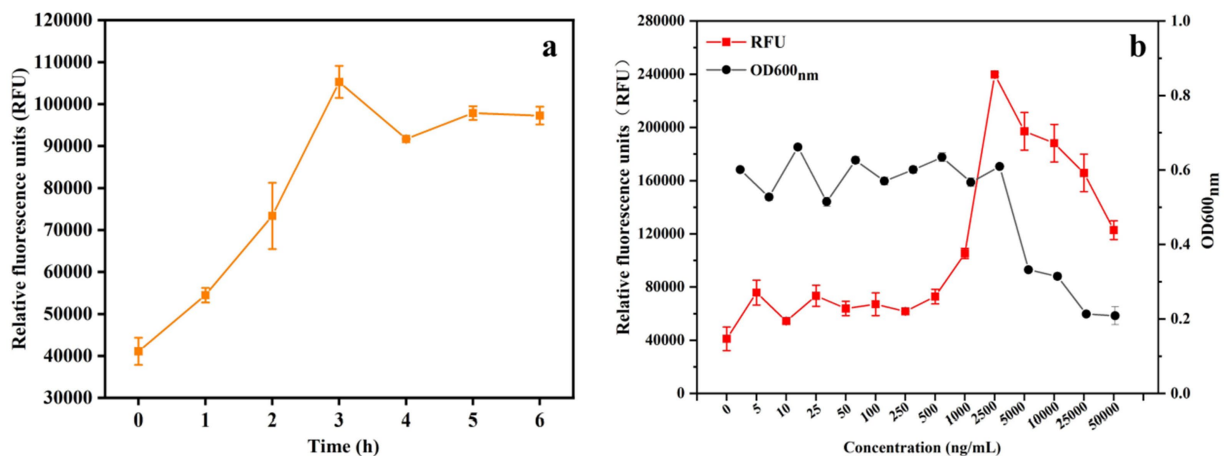 a
120000
110000
100000
90000
80000
70000
60000
50000
40000
30000
Relative fluorescence units (RFU)
0 1 2 3 4 5 6
Time (h)
b
RFU
OD600nm
280000
240000
200000
160000
120000
80000
40000
0
Relative fluorescence units（RFU）
1.0
0.8
0.6
0.4
0.2
0.0
OD600nm
0 5 10 25 50 100 250 500 1000 2500 5000 10000 25000 50000
Concentration (ng/mL)